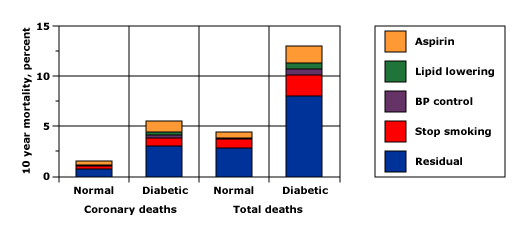 10 year mortality, percent
15
10
5
0
Normal Diabetic Normal Diabetic
Coronary deaths Total deaths
Aspirin
Lipid lowering
BP control
Stop smoking
Residual